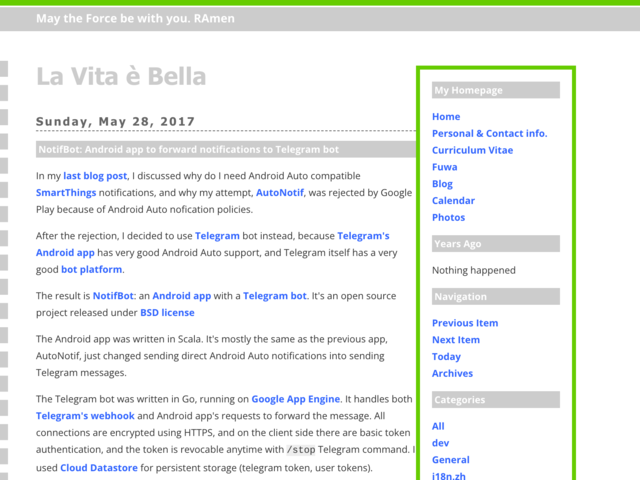 May the Force be with you. RAmen
La Vita è Bella
Sunday, May 28, 2017
NotifBot: Android app to forward notifications to Telegram bot
In my last blog post, I discussed why do I need Android Auto compatible
SmartThings notifications, and why my attempt, AutoNotif, was rejected by Google
Play because of Android Auto nofication policies.
After the rejection, I decided to use Telegram bot instead, because Telegram's
Android app has very good Android Auto support, and Telegram itself has a very
good bot platform.
The result is NotifBot: an Android app with a Telegram bot. It's an open source
project released under BSD license
The Android app was written in Scala. It's mostly the same as the previous app,
AutoNotif, just changed sending direct Android Auto notifications into sending
Telegram messages.
The Telegram bot was written in Go, running on Google App Engine. It handles both
Telegram's webhook and Android app's requests to forward the message. All
connections are encrypted using HTTPS, and on the client side there are basic token
authentication, and the token is revocable anytime with /stop Telegram command. I
used Cloud Datastore for persistent storage (telegram token, user tokens).
My Homepage
Home
Personal & Contact info.
Curriculum Vitae
Fuwa
Blog
Calendar
Photos
Years Ago
Nothing happened
Navigation
Previous Item
Next Item
Today
Archives
Categories
All
dev
General
i18n.zh